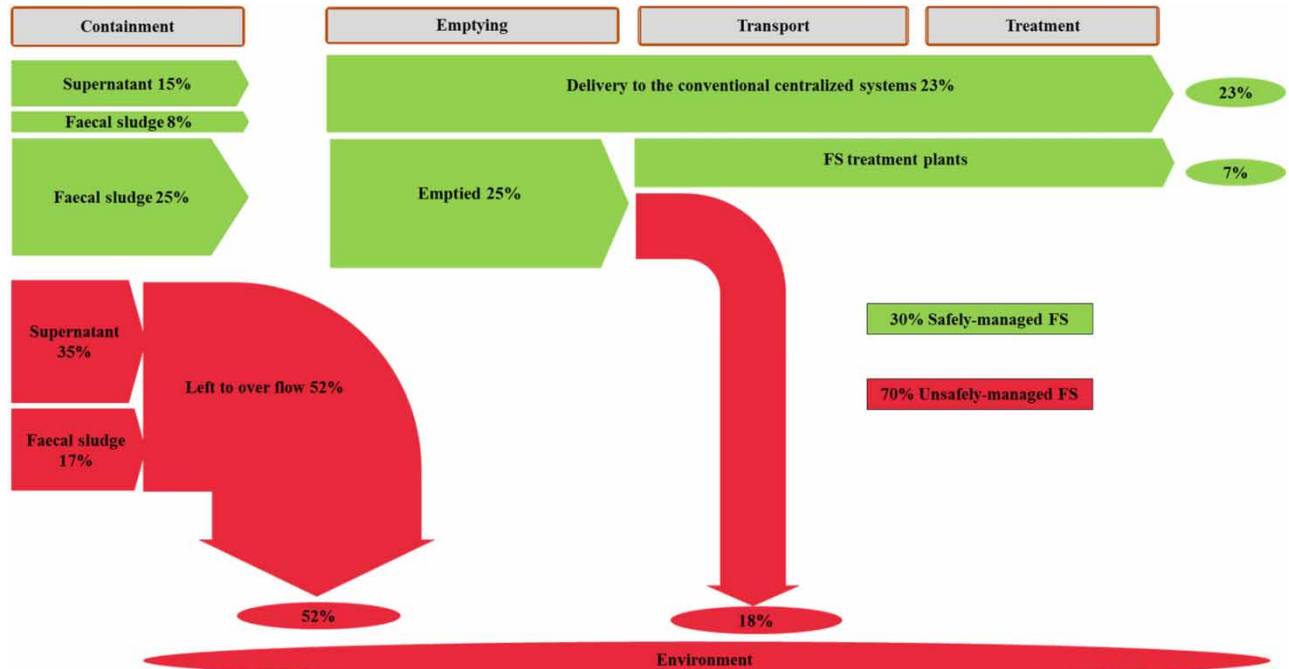 Containment
Emptying
Transport
Treatment
Supernatant 15%
Faecal sludge 8%
Delivery to the conventional centralized systems 23%
23%
Faecal sludge 25%
Emptied 25%
FS treatment plants
7%
Supernatant
35%
Left to over flow 52%
Faecal sludge
17%
30% Safely-managed FS
70% Unsafely-managed FS
52%
18%
Environment